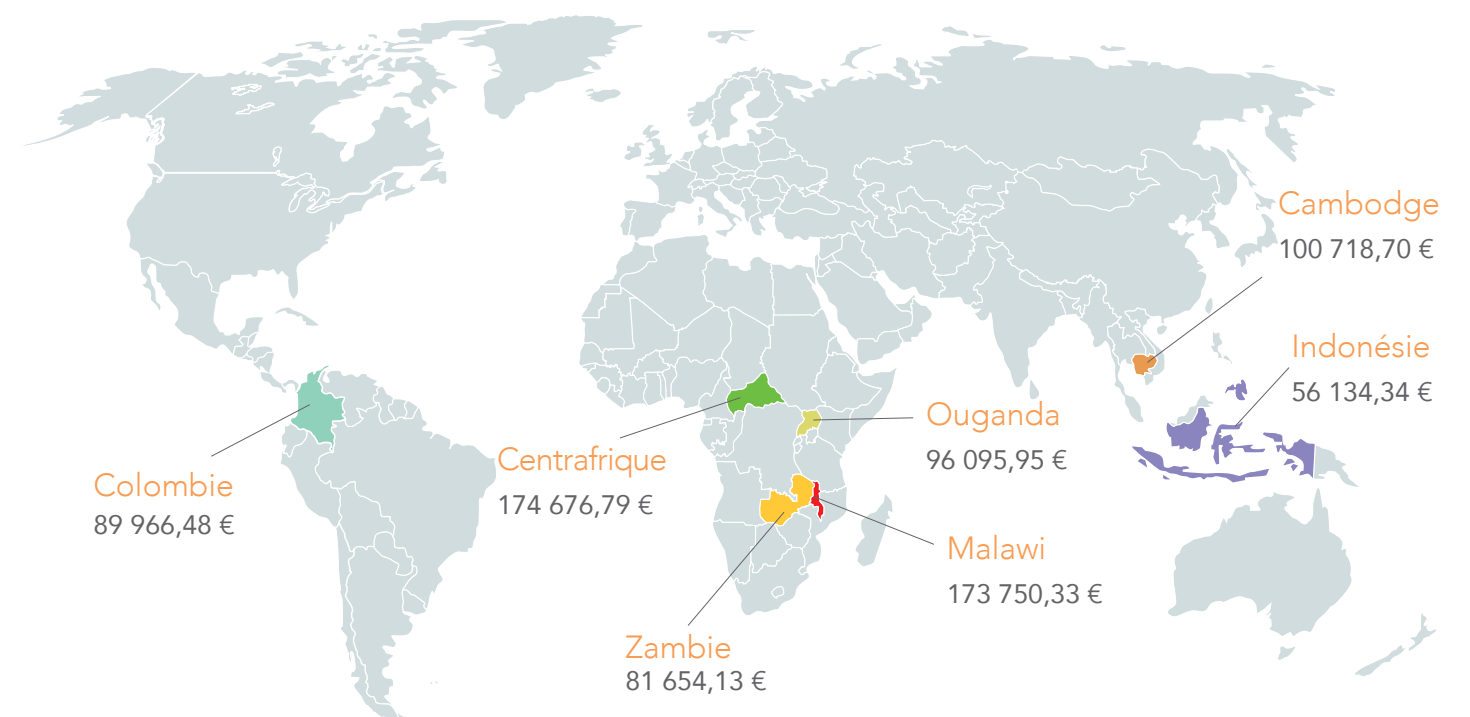 Cambodge
100 718,70 €
Indonésie
56 134,34 €
Ouganda
96 095,95 €
Centrafrique
174 676,79 €
Colombie
89 966,48 €
Malawi
173 750,33 €
Zambie
81 654,13 €